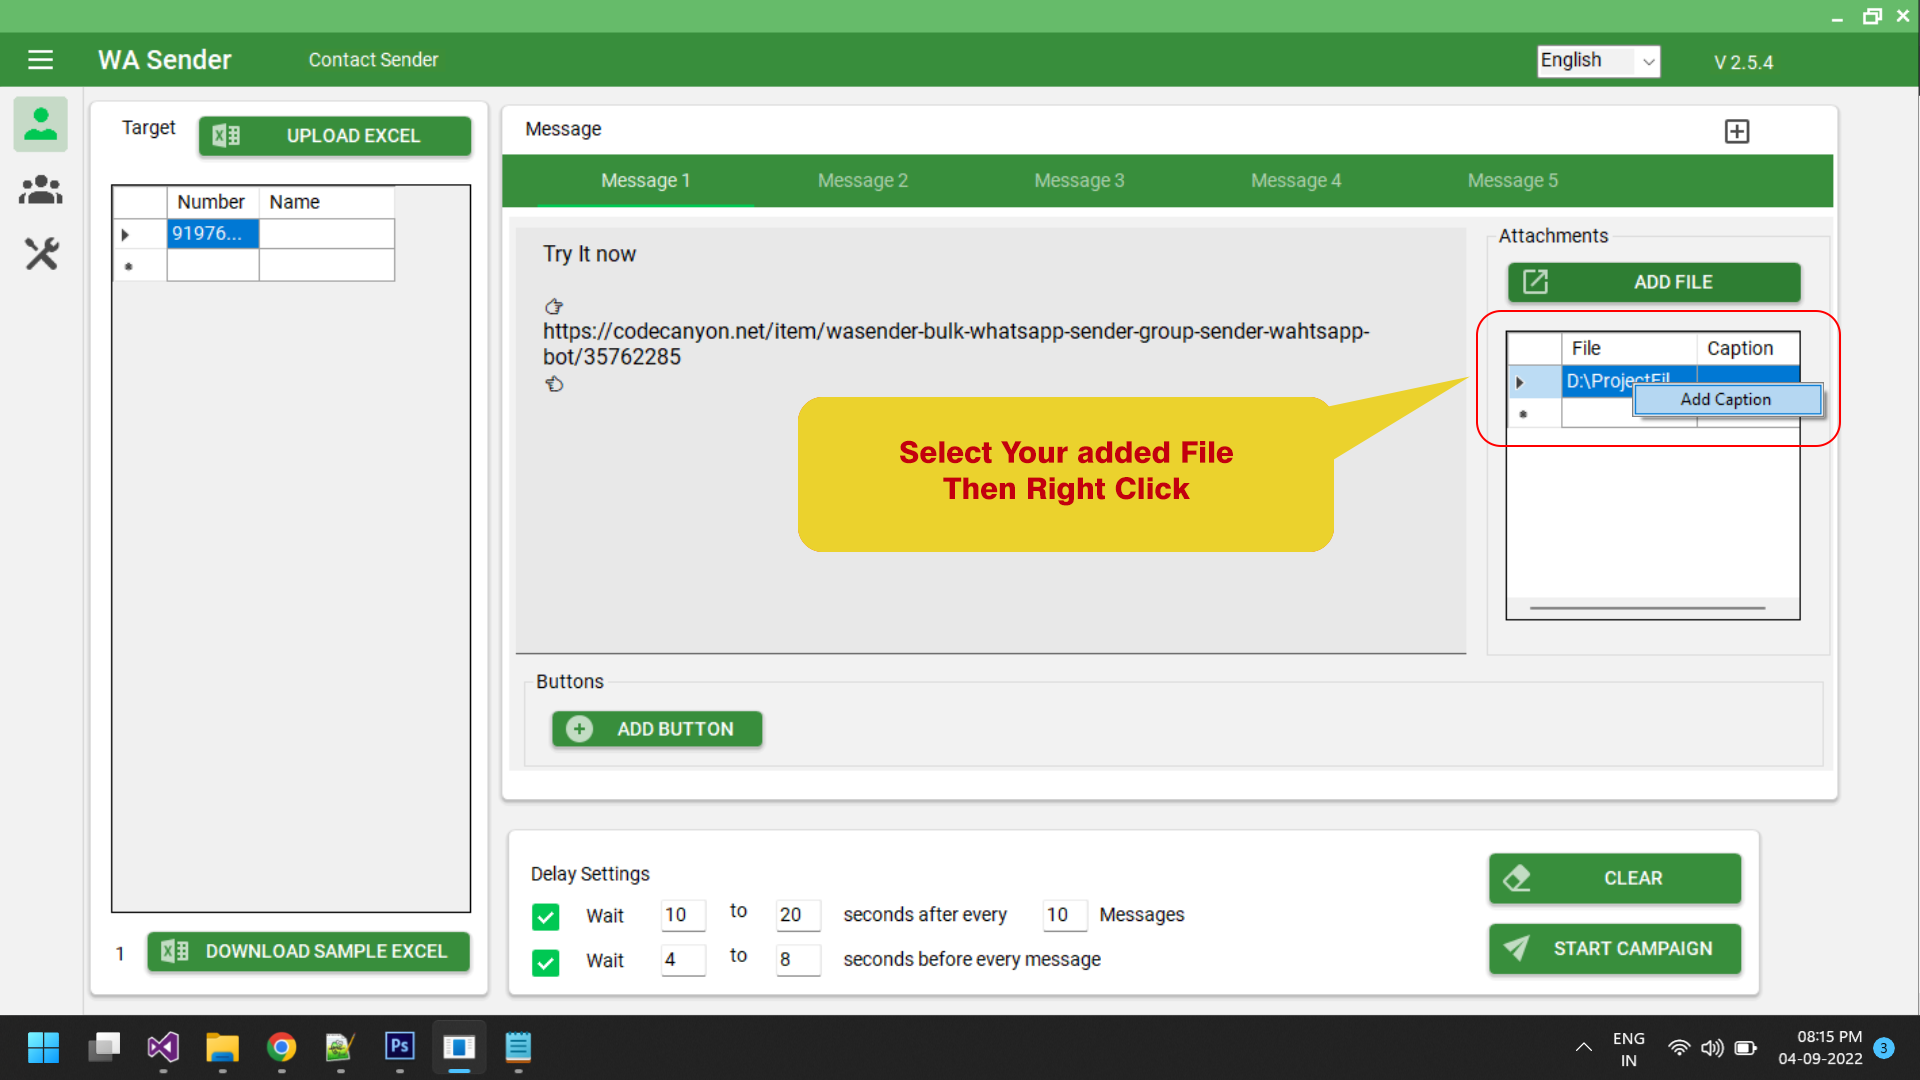 WA Sender
Contact Sender
English
V 2.5.4
Target
UPLOAD EXCEL
Number Name
91976...
1
DOWNLOAD SAMPLE EXCEL
Message
Message 1
Message 2
Message 3
Message 4
Message 5
Try It now
https://codecanyon.net/item/wasender-bulk-whatsapp-sender-group-sender-wahtsapp-
bot/35762285
Select Your added File
Then Right Click
Attachments
ADD FILE
File Caption
D:\ProjectFil
Add Caption
Buttons
ADD BUTTON
Delay Settings
Wait 10 to 20 seconds after every 10 Messages
Wait 4 to 8 seconds before every message
CLEAR
START CAMPAIGN
Ps
ENG
IN
08:15 PM
04-09-2022
3